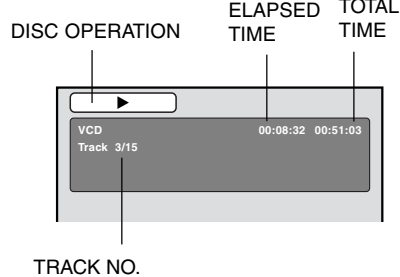 ELAPSED TOTAL
DISC OPERATION TIME TIME
VCD 00:08:32 00:51:03
Track 3/15
TRACK NO.